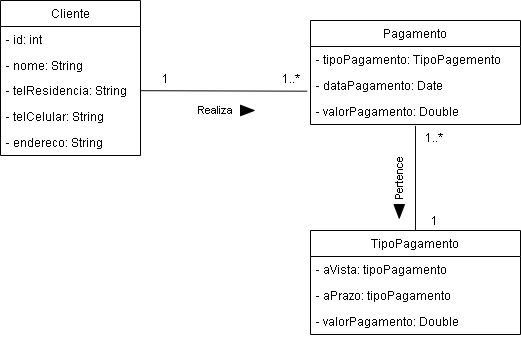 Cliente
- id: int
- nome: String
- telResidencia: String
- telCelular: String
- endereco: String
1
1..*
Realiza
Pagamento
- tipoPagamento: TipoPagemento
- dataPagamento: Date
- valorPagamento: Double
1..*
Pertence
1
TipoPagamento
- aVista: tipoPagamento
- aPrazo: tipoPagamento
- valorPagamento: Double